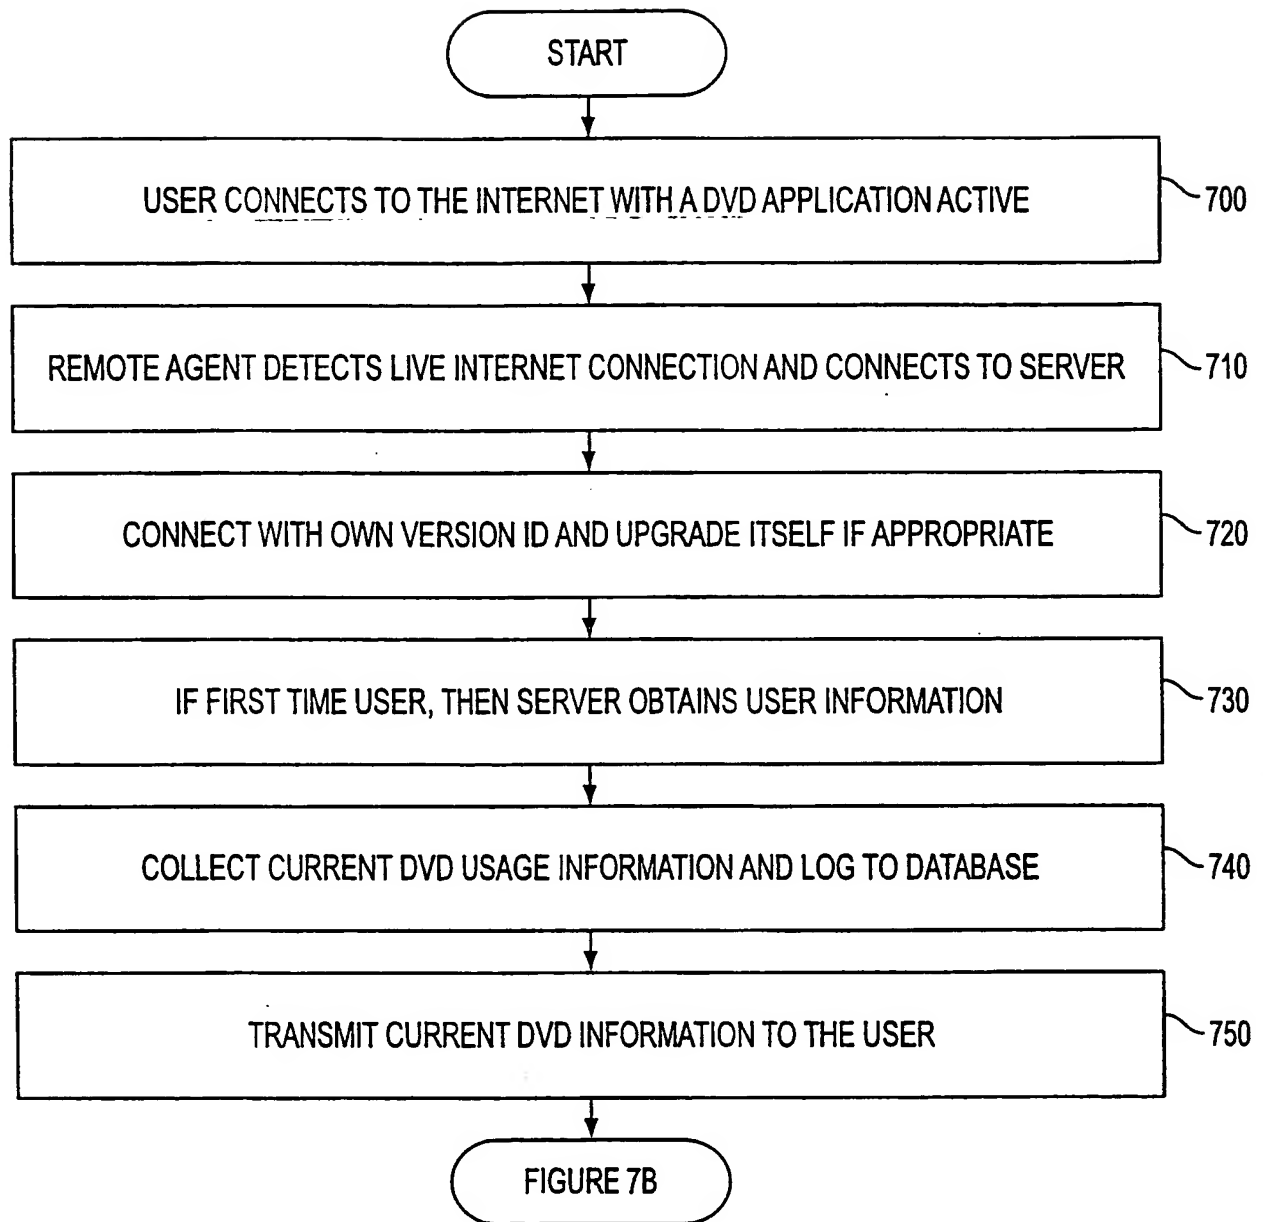 START
USER CONNECTS TO THE INTERNET WITH A DVD APPLICATION ACTIVE
700
REMOTE AGENT DETECTS LIVE INTERNET CONNECTION AND CONNECTS TO SERVER
710
CONNECT WITH OWN VERSION ID AND UPGRADE ITSELF IF APPROPRIATE
720
IF FIRST TIME USER, THEN SERVER OBTAINS USER INFORMATION
730
COLLECT CURRENT DVD USAGE INFORMATION AND LOG TO DATABASE
740
TRANSMIT CURRENT DVD INFORMATION TO THE USER
750
FIGURE 7B